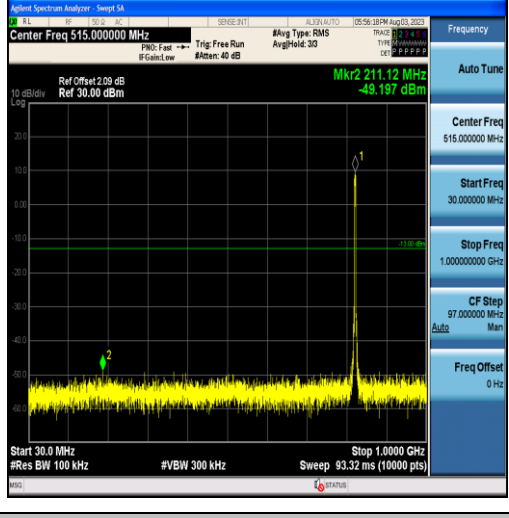 Agilent Spectrum Analyzer - Swept SA
RL RF 50 Ω AC SENSE:INT ALIGN AUTO 05:56:18 PM Aug 03, 2023
Center Freq 515.000000 MHz
PNO: Fast
IFGain:Low
Trig: Free Run
#Atten: 40 dB
#Avg Type: RMS
Avg|Hold: 3/3
TRACE 1 2 3 4 5 6
TYPE M
DET P P P P P P
Frequency
Mkr2 211.12 MHz
-49.197 dBm
Ref Offset 2.09 dB
Ref 30.00 dBm
10 dB/div
Log
20.0
10.0
0.00
-10.0
-20.0
-30.0
-40.0
-50.0
-60.0
1
2
-13.00 dBm
Start 30.0 MHz
Stop 1.0000 GHz
#Res BW 100 kHz
#VBW 300 kHz
Sweep 93.32 ms (10000 pts)
MSG
STATUS
Auto Tune
Center Freq
515.000000 MHz
Start Freq
30.000000 MHz
Stop Freq
1.000000000 GHz
CF Step
97.000000 MHz
Auto Man
Freq Offset
0 Hz